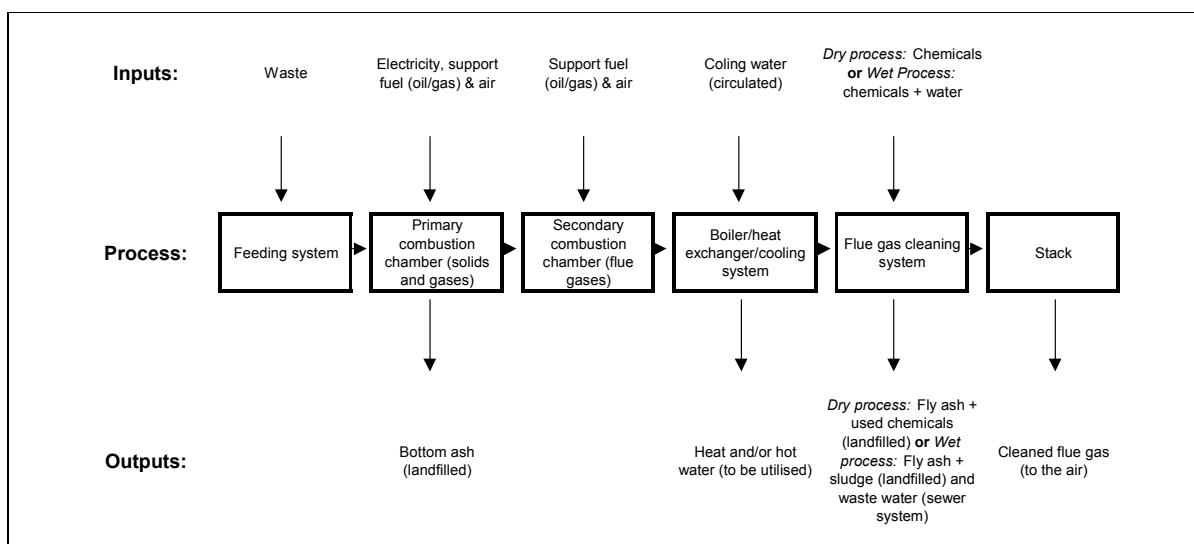 Inputs:
Waste
Electricity, support
fuel (oil/gas) & air
Support fuel
(oil/gas) & air
Coling water
(circulated)
Dry process: Chemicals
or Wet Process:
chemicals + water
Process:
Feeding system
Primary
combustion
chamber (solids
and gases)
Secondary
combustion
chamber (flue
gases)
Boiler/heat
exchanger/cooling
system
Flue gas cleaning
system
Stack
Outputs:
Bottom ash
(landfilled)
Heat and/or hot
water (to be utilised)
Dry process: Fly ash +
used chemicals
(landfilled) or Wet
process: Fly ash +
sludge (landfilled) and
waste water (sewer
system)
Cleaned flue gas
(to the air)